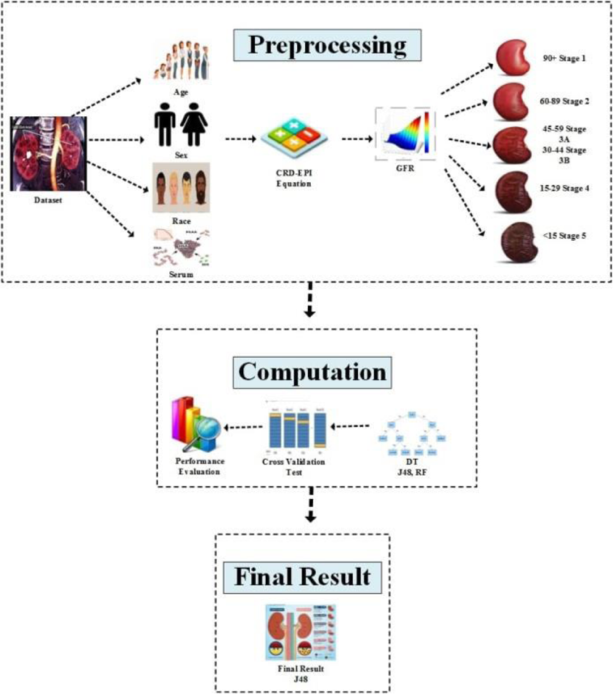 Preprocessing
Age
Sex
Race
Serum
Dataset
CRD-EPI
Equation
GFR
90+ Stage 1
60-89 Stage 2
45-59 Stage
3A
30-44 Stage
3B
15-29 Stage 4
<15 Stage 5
Computation
Performance
Evaluation
Cross Validation
Test
DT
J48, RF
Final Result
Final Result
J48